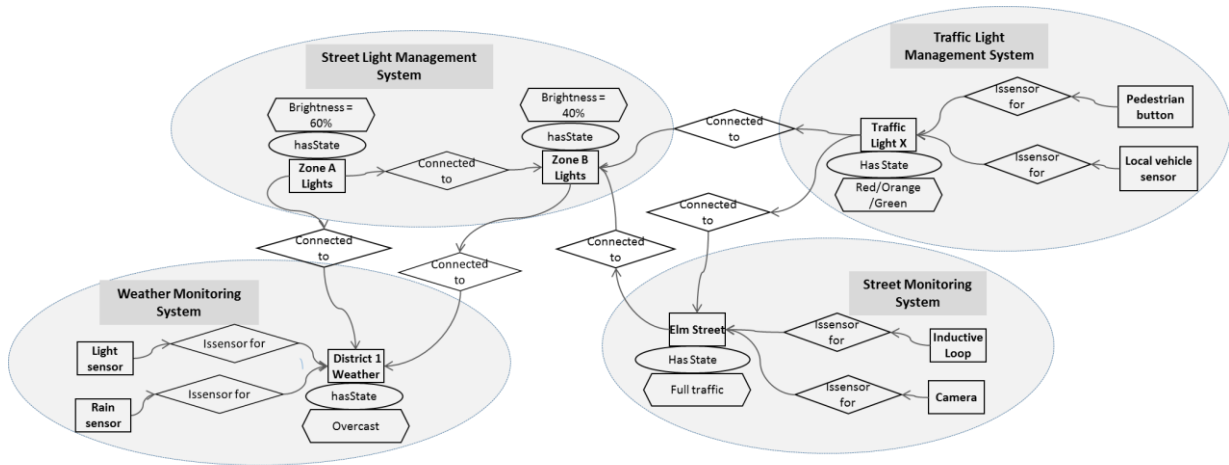 Street Light Management
System
Traffic Light
Management System
Brightness =
60%
hasState
Zone A
Lights
Connected
to
Brightness =
40%
hasState
Zone B
Lights
Connected
to
Traffic
Light X
Has State
Red/Orange
/Green
Issensor
for
Pedestrian
button
Issensor
for
Local vehicle
sensor
Connected
to
Connected
to
Connected
to
Connected
to
Weather Monitoring
System
Light
sensor
Issensor for
Rain
sensor
Issensor for
District 1
Weather
hasState
Overcast
Street Monitoring
System
Elm Street
Has State
Full traffic
Issensor
for
Inductive
Loop
Issensor
for
Camera